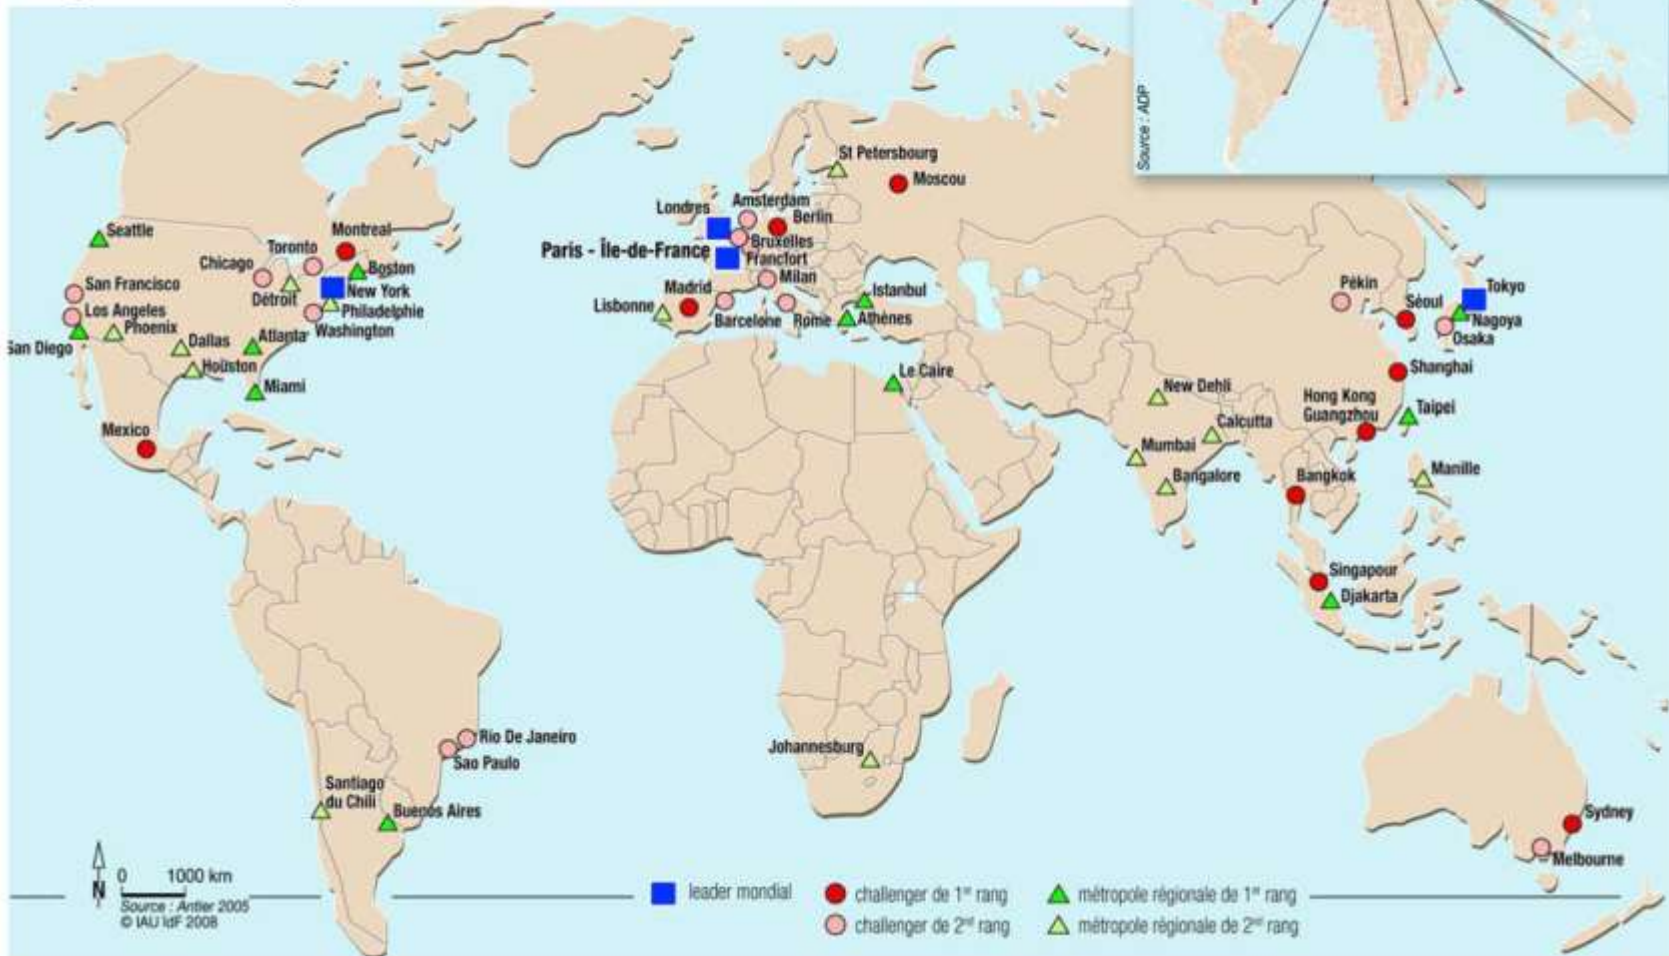 Source : ADP
St Petersbourg
Moscou
Amsterdam
Londres
Berlin
Seattle
Montreal
Bruxelles
Paris - Île-de-France
Toronto
Francfort
Chicago
Boston
Milan
San Francisco
Madrid
Istanbul
Pékin
Tokyo
New York
Détroit
Séoul
Lisbonne
Los Angeles
Philadelphie
Phoenix
Barcelone
Rome
Athènes
Nagoya
Washington
Osaka
San Diego
Dallas
Atlanta
Houston
Shanghai
Le Caire
Miami
New Dehli
Hong Kong
Guangzhou
Taipei
Calcutta
Mexico
Mumbai
Manille
Bangalore
Bangkok
Singapour
Djakarta
Rio De Janeiro
Johannesburg
Sao Paulo
Santiago
du Chili
Buenos Aires
Sydney
Melbourne
N
0 1000 km
Source : Antier 2005
© IAU îdF 2008
leader mondial
challenger de 1er rang
métropole régionale de 1er rang
challenger de 2nd rang
métropole régionale de 2nd rang